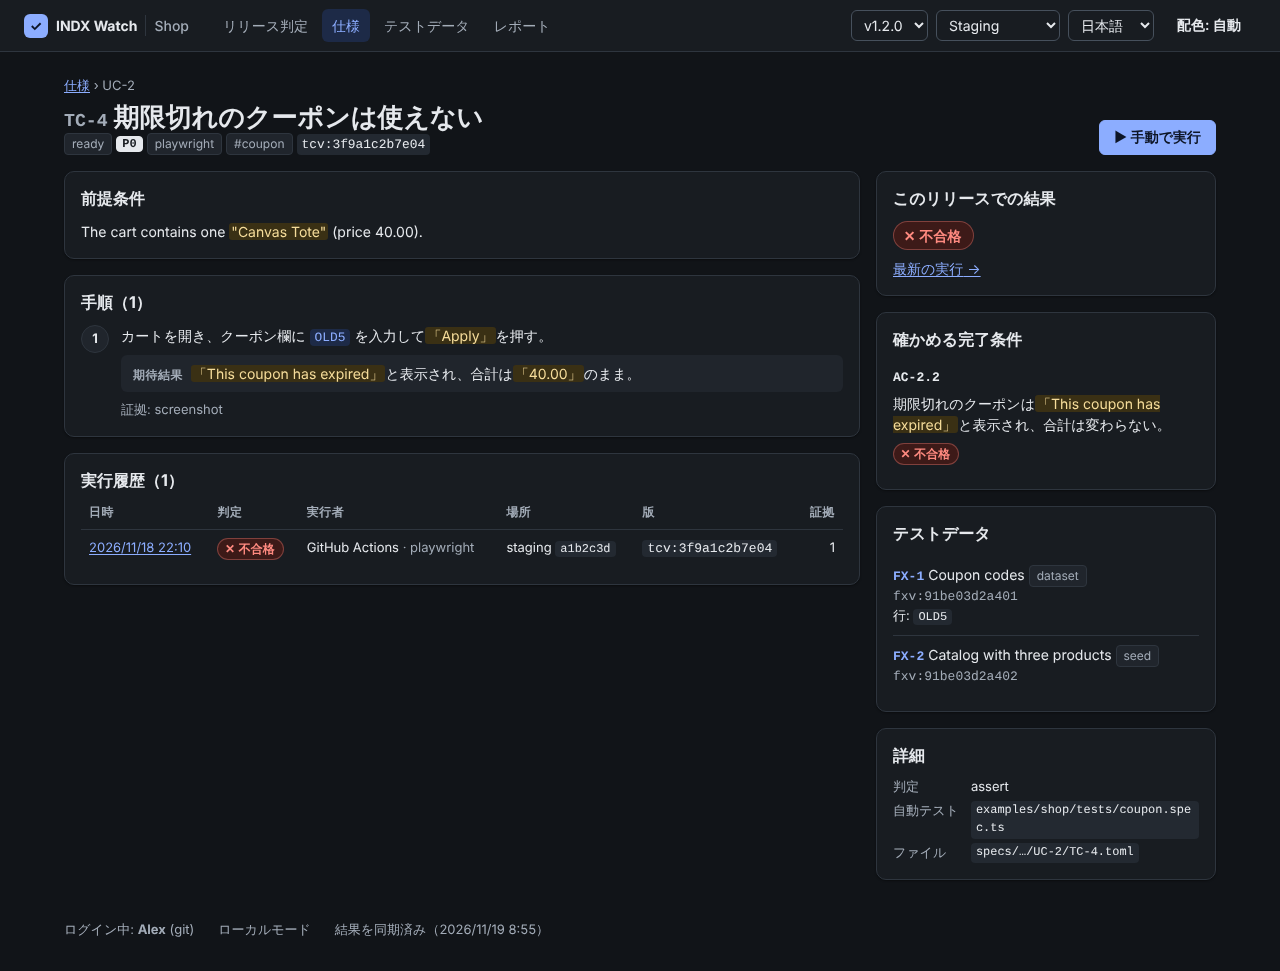 INDX Watch Shop リリース判定 仕様 テストデータ レポート v1.2.0 Staging 日本語 配色: 自動
仕様 › UC-2
TC-4 期限切れのクーポンは使えない
ready P0 playwright #coupon tcv:3f9a1c2b7e04
▶ 手動で実行
前提条件
The cart contains one "Canvas Tote" (price 40.00).
手順（1）
1 カートを開き、クーポン欄に OLD5 を入力して「Apply」を押す。
期待結果 「This coupon has expired」と表示され、合計は「40.00」のまま。
証拠: screenshot
実行履歴（1）
日時 判定 実行者 場所 版 証拠
2026/11/18 22:10 ✕ 不合格 GitHub Actions · playwright staging a1b2c3d tcv:3f9a1c2b7e04 1
このリリースでの結果
✕ 不合格
最新の実行 →
確かめる完了条件
AC-2.2
期限切れのクーポンは「This coupon has
expired」と表示され、合計は変わらない。
✕ 不合格
テストデータ
FX-1 Coupon codes dataset
fxv:91be03d2a401
行: OLD5
FX-2 Catalog with three products seed
fxv:91be03d2a402
詳細
判定 assert
自動テスト examples/shop/tests/coupon.spe
c.ts
ファイル specs/…/UC-2/TC-4.toml
ログイン中: Alex (git) ローカルモード 結果を同期済み（2026/11/19 8:55）